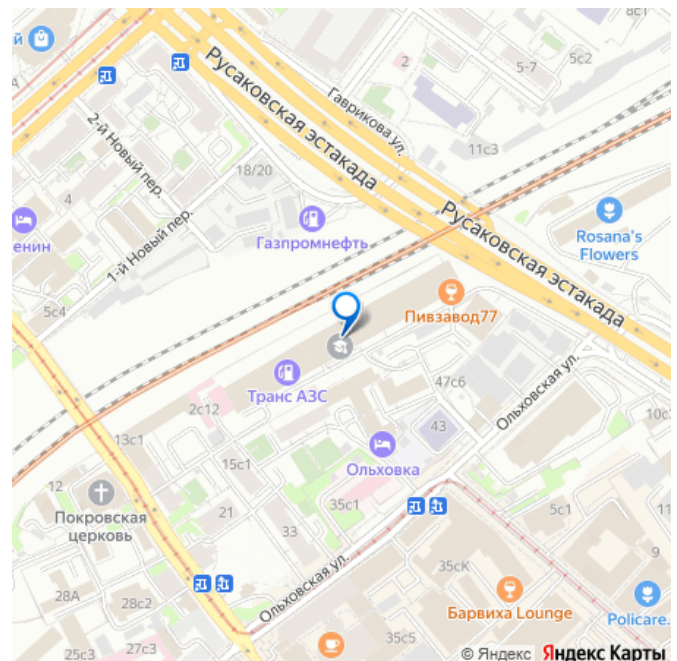 й
8с1
2
5-7
5с2
Русаковская эстакада
Гаврикова ул.
2-й Новый пер.
11с3
18/20
4
1-й Новый пер.
енин
Газпромнефть
Русаковская эстакада
Rosana's
Flowers
5с4
Пивзавод77
Транс АЗС
47с6
Ольховская ул.
2с12
10с
13с1
43
15с1
Ольховка
12
Покровская
церковь
21
35с1
5с1
11
33
9
35сК
28А
28с2
Ольховская ул.
Барвиха Lounge
Policare.
25с3
27с3
35с5
© Яндекс Яндекс Карты